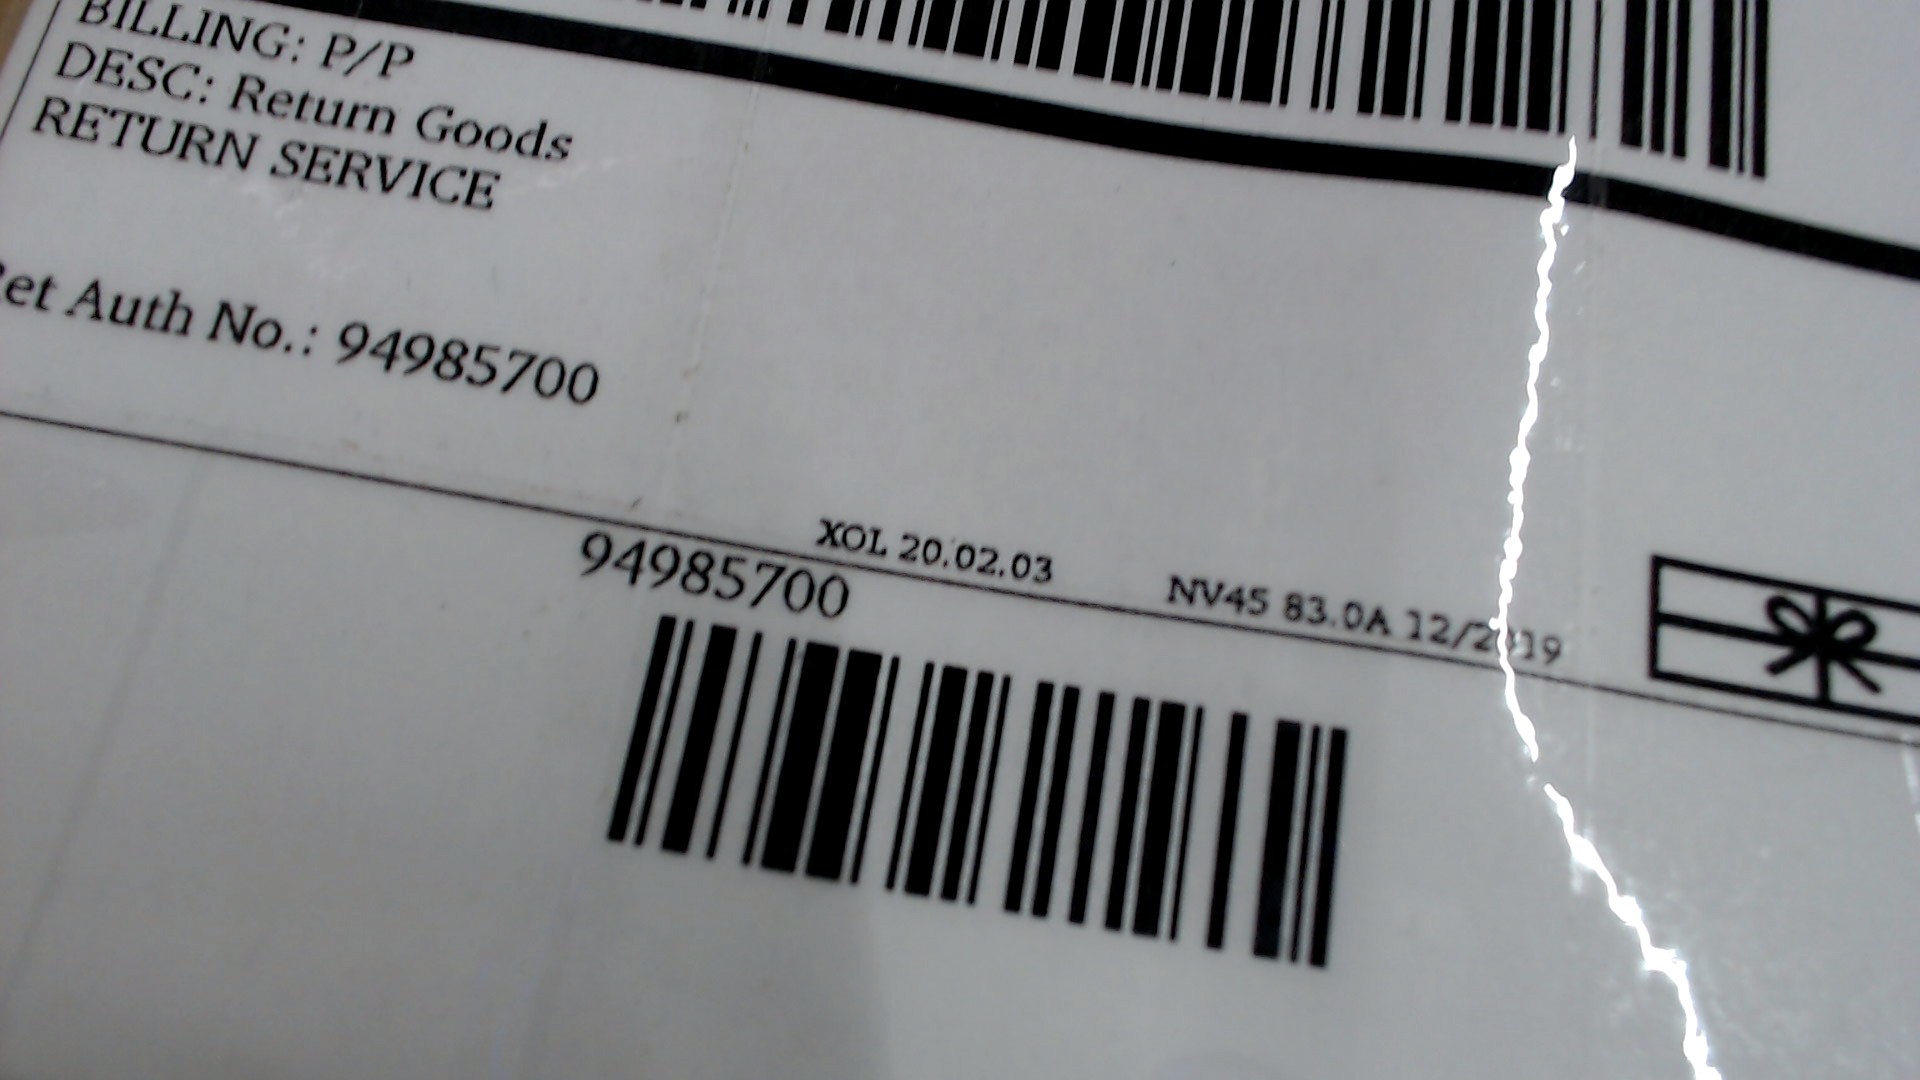 BILLING: P/P
DESC: Return Goods
RETURN SERVICE
et Auth No.: 94985700
XOL 20.02.03
NV45 83.0A 12/2019
94985700